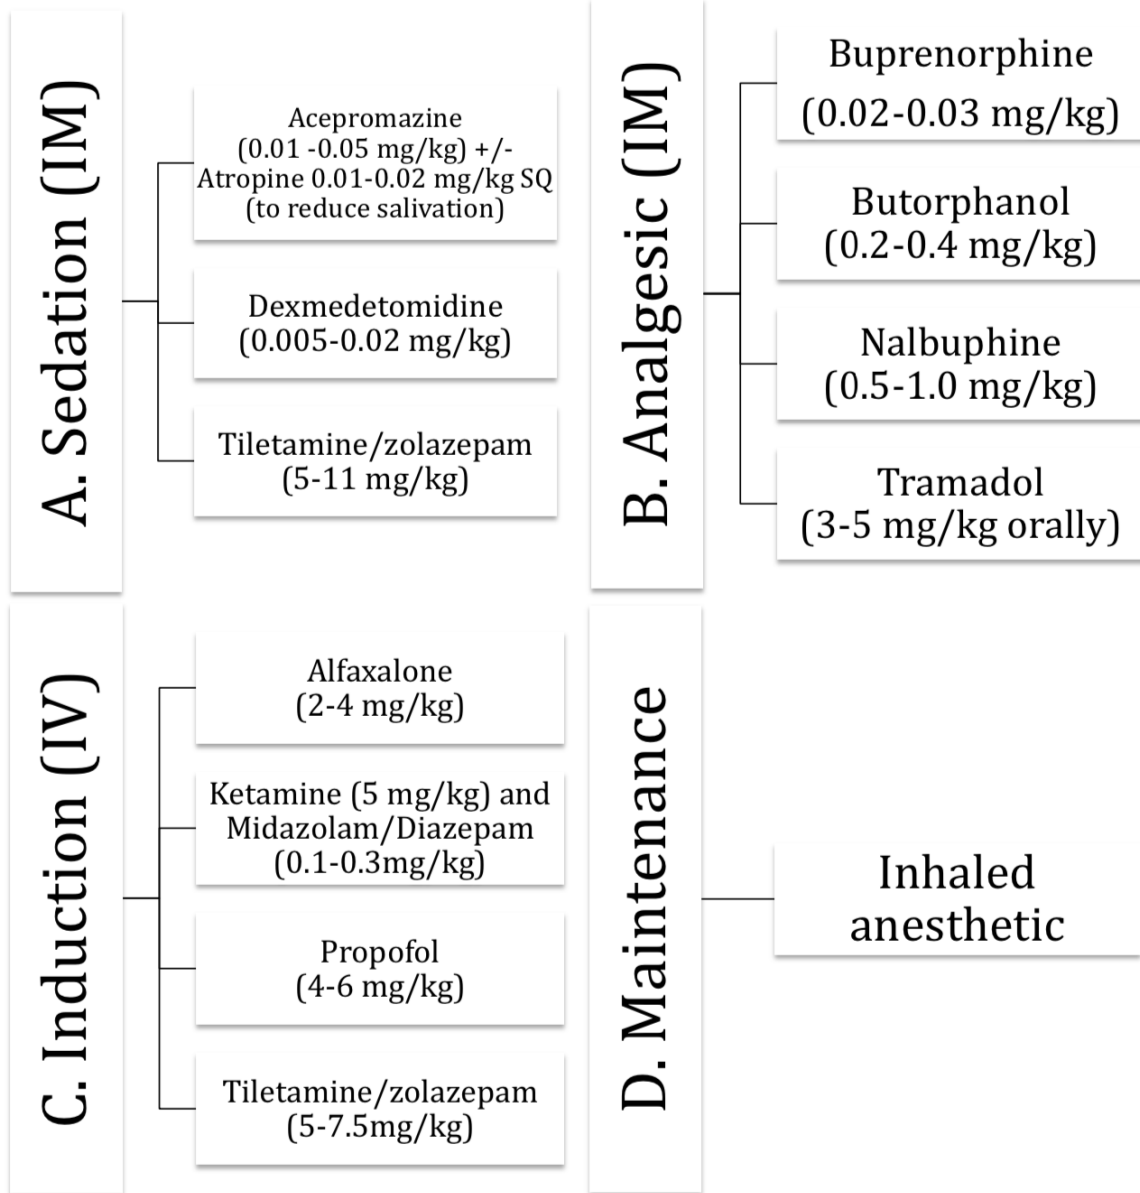 A. Sedation (IM)
Acepromazine
(0.01 -0.05 mg/kg) +/-
Atropine 0.01-0.02 mg/kg SQ
(to reduce salivation)
Dexmedetomidine
(0.005-0.02 mg/kg)
Tiletamine/zolazepam
(5-11 mg/kg)
B. Analgesic (IM)
Buprenorphine
(0.02-0.03 mg/kg)
Butorphanol
(0.2-0.4 mg/kg)
Nalbuphine
(0.5-1.0 mg/kg)
Tramadol
(3-5 mg/kg orally)
C. Induction (IV)
Alfaxalone
(2-4 mg/kg)
Ketamine (5 mg/kg) and
Midazolam/Diazepam
(0.1-0.3mg/kg)
Propofol
(4-6 mg/kg)
Tiletamine/zolazepam
(5-7.5mg/kg)
D. Maintenance
Inhaled
anesthetic